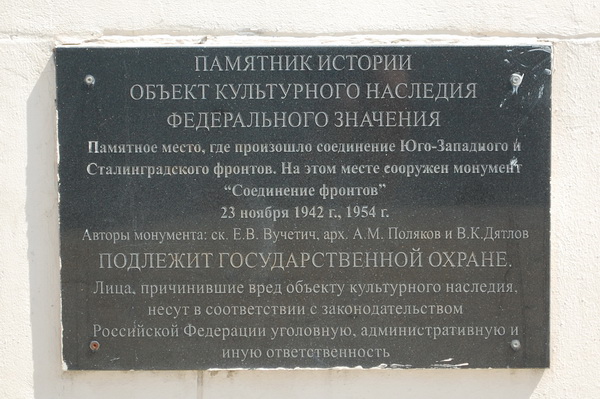 ПАМЯТНИК ИСТОРИИ
ОБЪЕКТ КУЛЬТУРНОГО НАСЛЕДИЯ
ФЕДЕРАЛЬНОГО ЗНАЧЕНИЯ
Памятное место, где произошло соединение Юго-Западного и
Сталинградского фронтов. На этом месте сооружен монумент
“Соединение фронтов”
23 ноября 1942 г., 1954 г.
Авторы монумента: ск. Е.В. Вучетич, арх. А.М. Поляков и В.К.Дятлов
ПОДЛЕЖИТ ГОСУДАРСТВЕННОЙ ОХРАНЕ.
Лица, причинившие вред объекту культурного наследия,
несут в соответствии с законодательством
Российской Федерации уголовную, административную и
иную ответственность